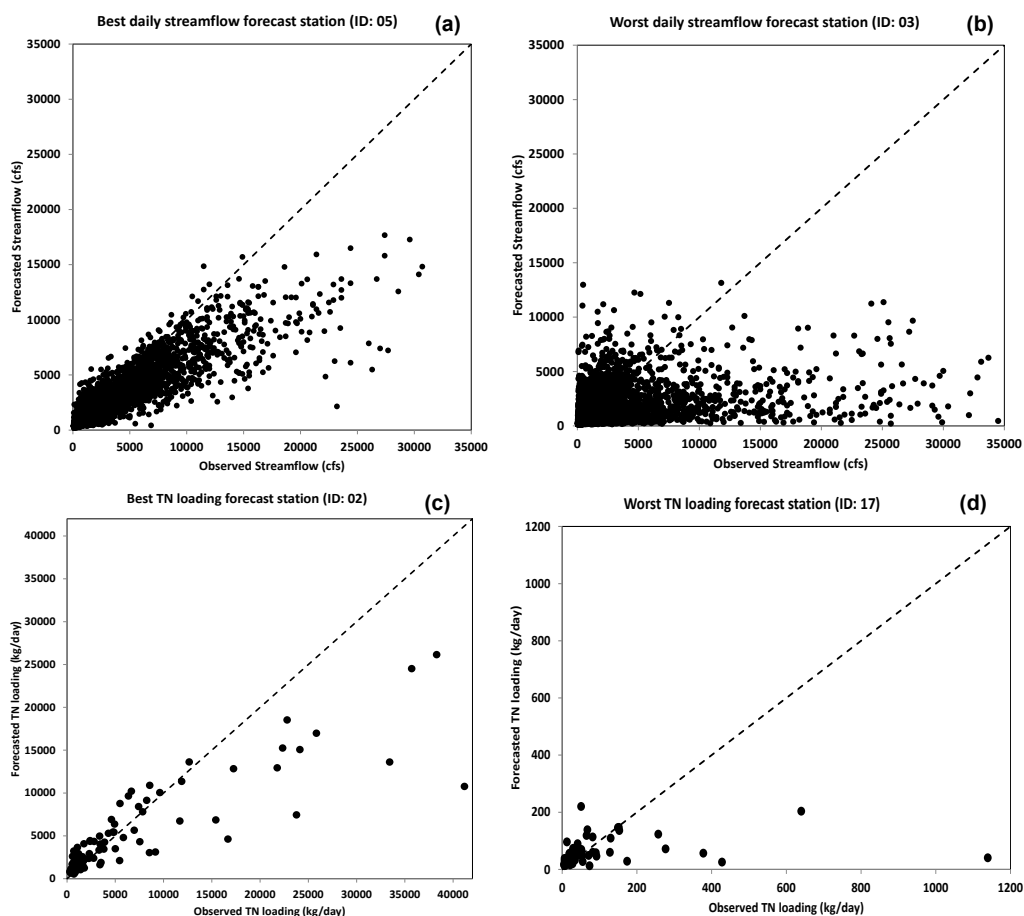 Best daily streamflow forecast station (ID: 05)
(a)
35000
30000
25000
20000
15000
10000
5000
0
Forecasted Streamflow (cfs)
0 5000 10000 15000 20000 25000 30000 35000
Observed Streamflow (cfs)
Worst daily streamflow forecast station (ID: 03)
(b)
35000
30000
25000
20000
15000
10000
5000
0
Forecasted Streamflow (cfs)
0 5000 10000 15000 20000 25000 30000 35000
Observed Streamflow (cfs)
Best TN loading forecast station (ID: 02)
(c)
40000
35000
30000
25000
20000
15000
10000
5000
0
Forecasted TN loading (kg/day)
0 5000 10000 15000 20000 25000 30000 35000 40000
Observed TN loading (kg/day)
Worst TN loading forecast station (ID: 17)
(d)
1200
1000
800
600
400
200
0
Forecasted TN loading (kg/day)
0 200 400 600 800 1000 1200
Observed TN loading (kg/day)